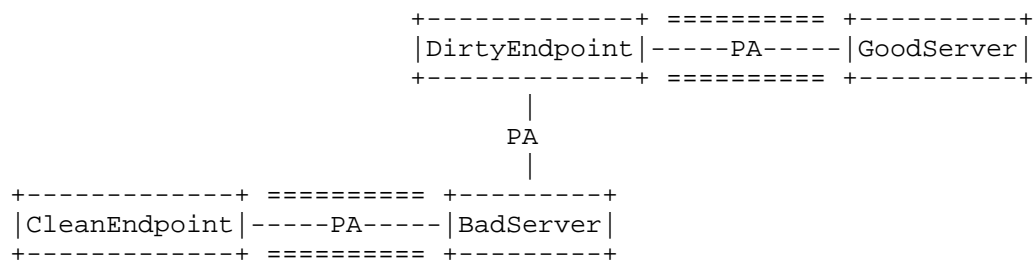 +-------------+ ========== +----------+
|DirtyEndpoint|-----PA-----|GoodServer|
+-------------+ ========== +----------+
|
PA
|
+-------------+ ========== +---------+
|CleanEndpoint|-----PA-----|BadServer|
+-------------+ ========== +---------+